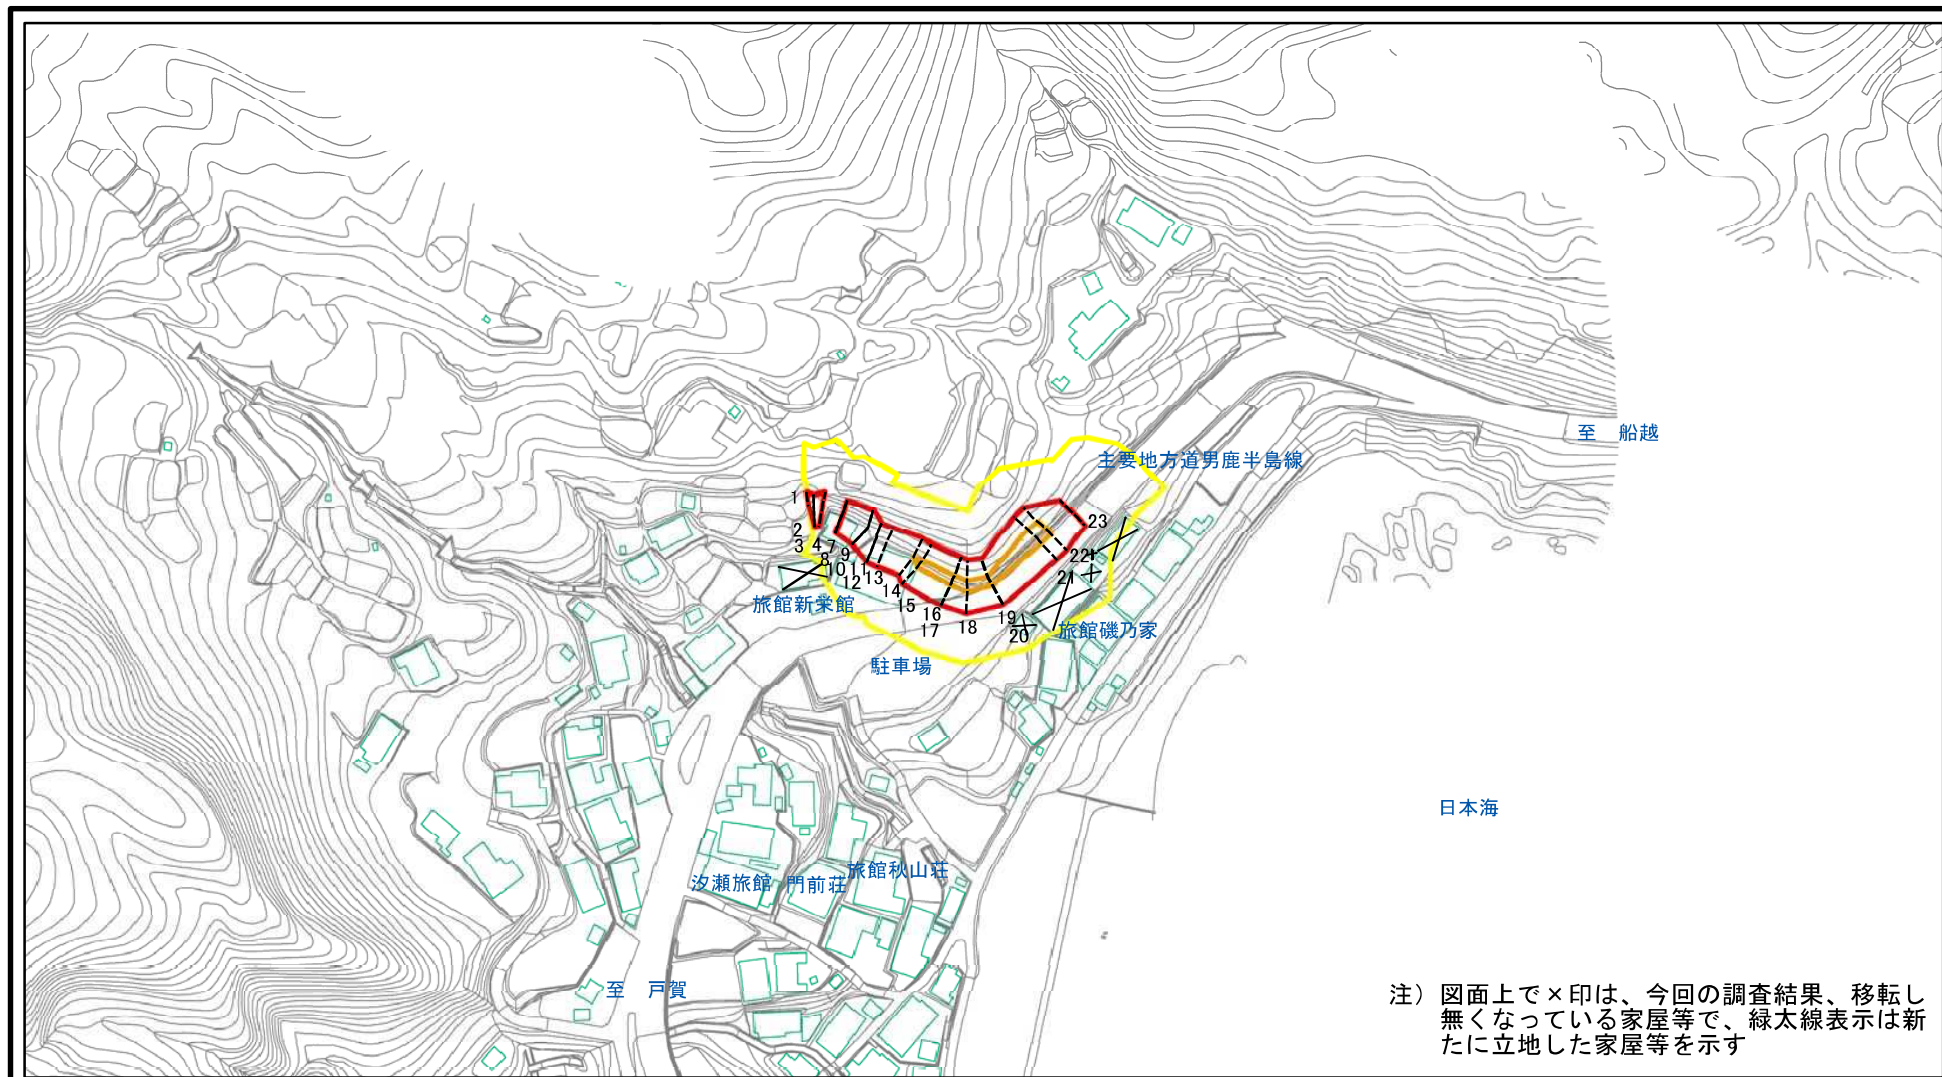 至　船越
主要地方道男鹿半島線
1
2
3
4
7
8
9
10
11
12
13
14
15
16
17
18
19
20
21
22
23
旅館新栄館
旅館磯乃家
駐車場
日本海
汐瀬旅館
門前荘
旅館秋山荘
至　戸賀
注）図面上で×印は、今回の調査結果、移転し
無くなっている家屋等で、緑太線表示は新
たに立地した家屋等を示す